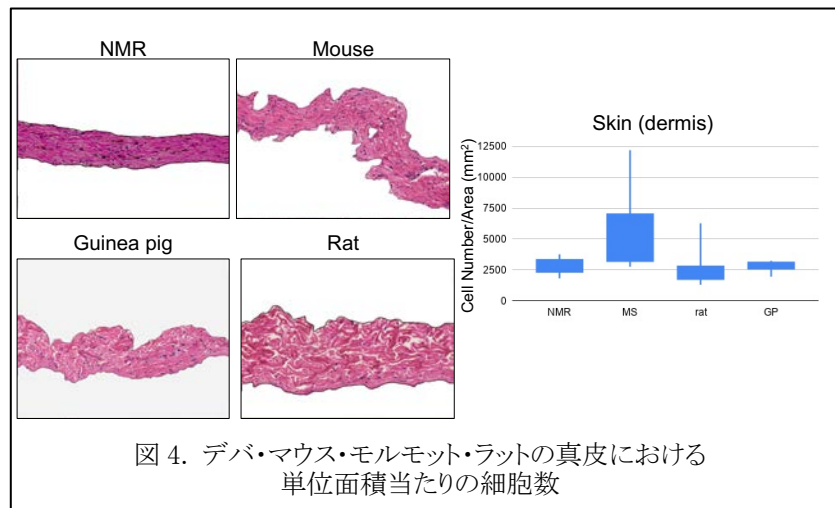 NMR
Mouse
Guinea pig
Rat
Skin (dermis)
Cell Number/Area (mm²)
12500
10000
7500
5000
2500
0
NMR
MS
rat
GP
図 4. デバ・マウス・モルモット・ラットの真皮における
単位面積当たりの細胞数